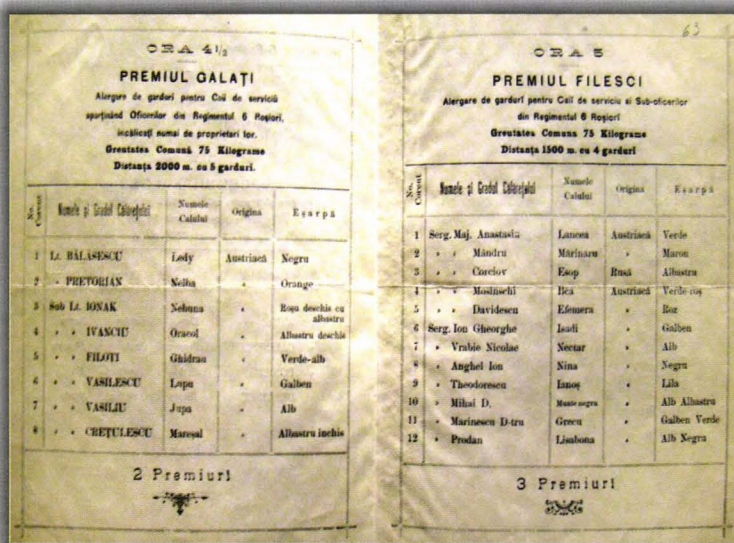 ORA 4 1/2
PREMIUL GALAȚI
Alergare de garduri pentru Caii de serviciu
aparținând Oficerilor din Regimentul 6 Roșiori,
incălicați numai de proprietari lor.
Greutatea Comună 75 Kilograme
Distanța 2000 m. cu 5 garduri.
No. Curent Numele și Gradul Călărețului Numele Calului Origina Eșarpă
1 Lt. BĂLĂSESCU Ledy Austriacă Negru
2 " PRETORIAN Nelba " Orange
3 Sub Lt. IONAK Nebuna " Roșu deschis cu albastru
4 " " IVANCIU Oracol " Albastru deschis
5 " " FILOTI Ghidran " Verde-alb
6 " " VASILESCU Lupu " Galben
7 " " VASILIU Jupa " Alb
8 " " CREȚULESCU Mareșal " Albastru inchis
2 Premiuri
63
ORA 5
PREMIUL FILESCI
Alergare de garduri pentru Caii de serviciu ai Sub-oficerilor
din Regimentul 6 Roșiori
Greutatea Comună 75 Kilograme
Distanța 1500 m. cu 4 garduri
No. Curent Numele și Gradul Călărețului Numele Calului Origina Eșarpă
1 Serg. Maj. Anastasiu Lancea Austriacă Verde
2 " " Mândru Mărinaru " Maron
3 " " Corciov Esop Rusă Albastru
4 " " Mosinschi Austriacă Verde-roș
5 " " Davidescu Efemera " Roz
6 Serg. Ion Gheorghe Isadi " Galben
7 " Vrabie Nicolae Nectar " Alb
8 " Anghel Ion Nina " Negru
9 " Theodorescu Ianoș " Lila
10 " Mihai D. Munte negru " Alb Albastru
11 " Marinescu D-tru Grecu " Galben Verde
12 " Prodan Lisabona " Alb Negru
3 Premiuri